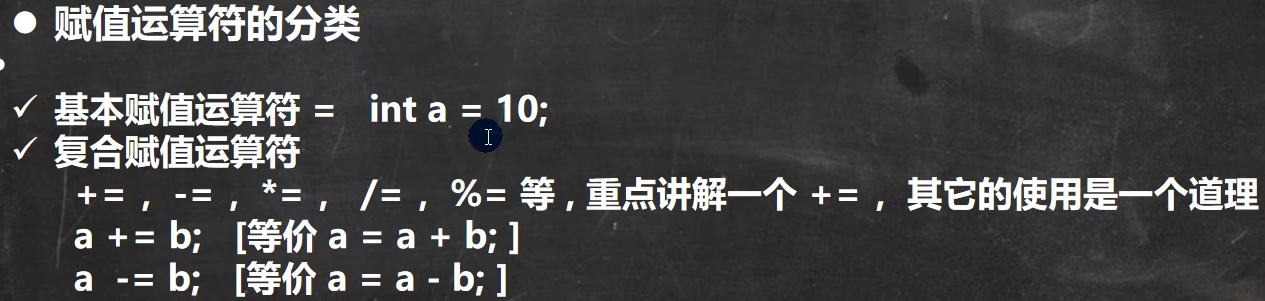 ● 赋值运算符的分类
✓ 基本赋值运算符 = int a = 10;
✓ 复合赋值运算符
+= ，-= ，*= ， /= ，%= 等 , 重点讲解一个 += ，其它的使用是一个道理
a += b; [等价 a = a + b; ]
a -= b; [等价 a = a - b; ]